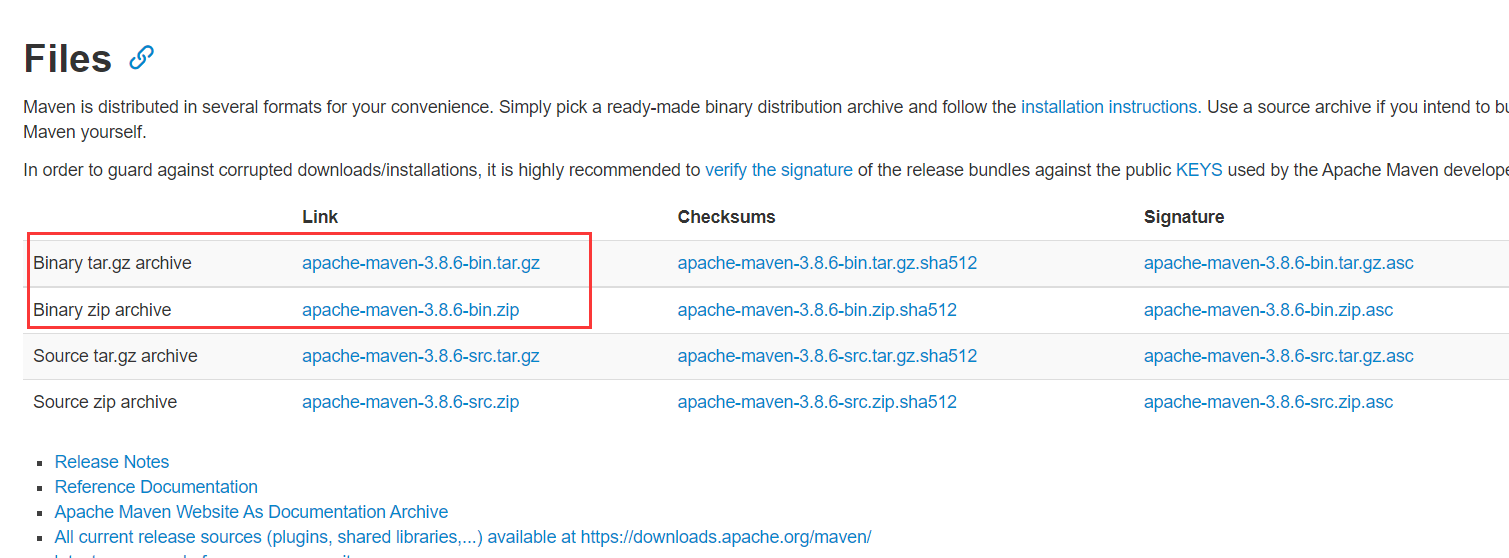 Files
Maven is distributed in several formats for your convenience. Simply pick a ready-made binary distribution archive and follow the installation instructions. Use a source archive if you intend to
Maven yourself.
In order to guard against corrupted downloads/installations, it is highly recommended to verify the signature of the release bundles against the public KEYS used by the Apache Maven
Link Checksums Signature
Binary tar.gz archive apache-maven-3.8.6-bin.tar.gz apache-maven-3.8.6-bin.tar.gz.sha512 apache-maven-3.8.6-bin.tar.gz.asc
Binary zip archive apache-maven-3.8.6-bin.zip apache-maven-3.8.6-bin.zip.sha512 apache-maven-3.8.6-bin.zip.asc
Source tar.gz archive apache-maven-3.8.6-src.tar.gz apache-maven-3.8.6-src.tar.gz.sha512 apache-maven-3.8.6-src.tar.gz.asc
Source zip archive apache-maven-3.8.6-src.zip apache-maven-3.8.6-src.zip.sha512 apache-maven-3.8.6-src.zip.asc
Release Notes
Reference Documentation
Apache Maven Website As Documentation Archive
All current release sources (plugins, shared libraries,...) available at https://downloads.apache.org/maven/